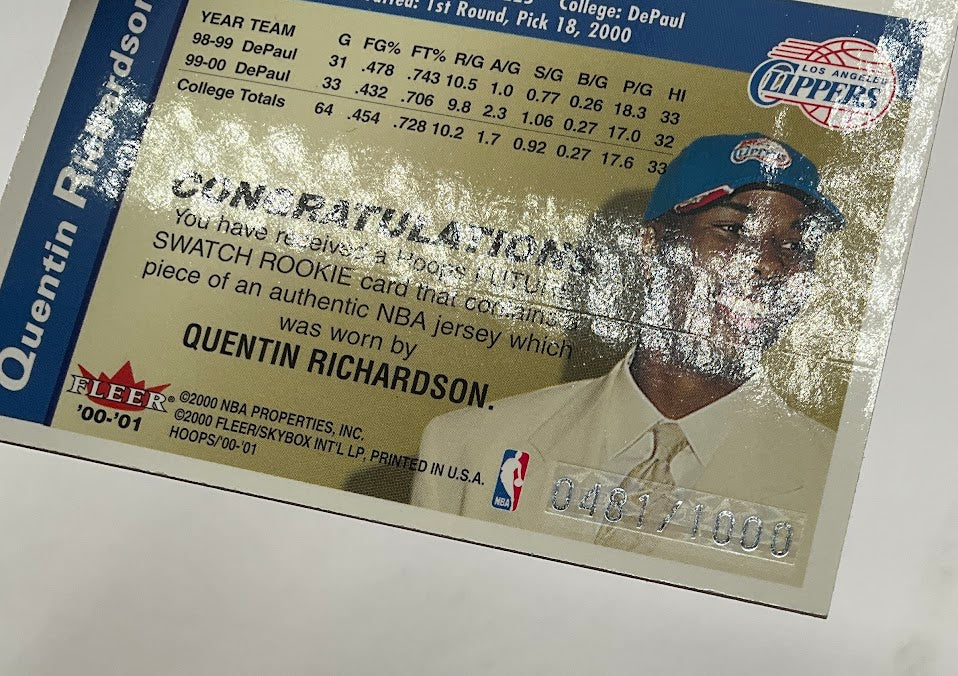 College: DePaul
1st Round, Pick 18, 2000
Quentin Richardson
YEAR TEAM G FG% FT% R/G A/G S/G B/G P/G HI
98-99 DePaul 31 .478 .743 10.5 1.0 0.77 0.26 18.3 33
99-00 DePaul 33 .432 .706 9.8 2.3 1.06 0.27 17.0 32
College Totals 64 .454 .728 10.2 1.7 0.92 0.27 17.6 33
LOS ANGELES
CLIPPERS
CLIPPERS
CONGRATULATIONS
You have received a Hoops FUTURE
SWATCH ROOKIE card that contains a
piece of an authentic NBA jersey which
was worn by
QUENTIN RICHARDSON.
FLEER®
'00-'01
©2000 NBA PROPERTIES, INC.
©2000 FLEER/SKYBOX INT'L LP, PRINTED IN U.S.A.
HOOPS/'00-'01
NBA
0481/1000